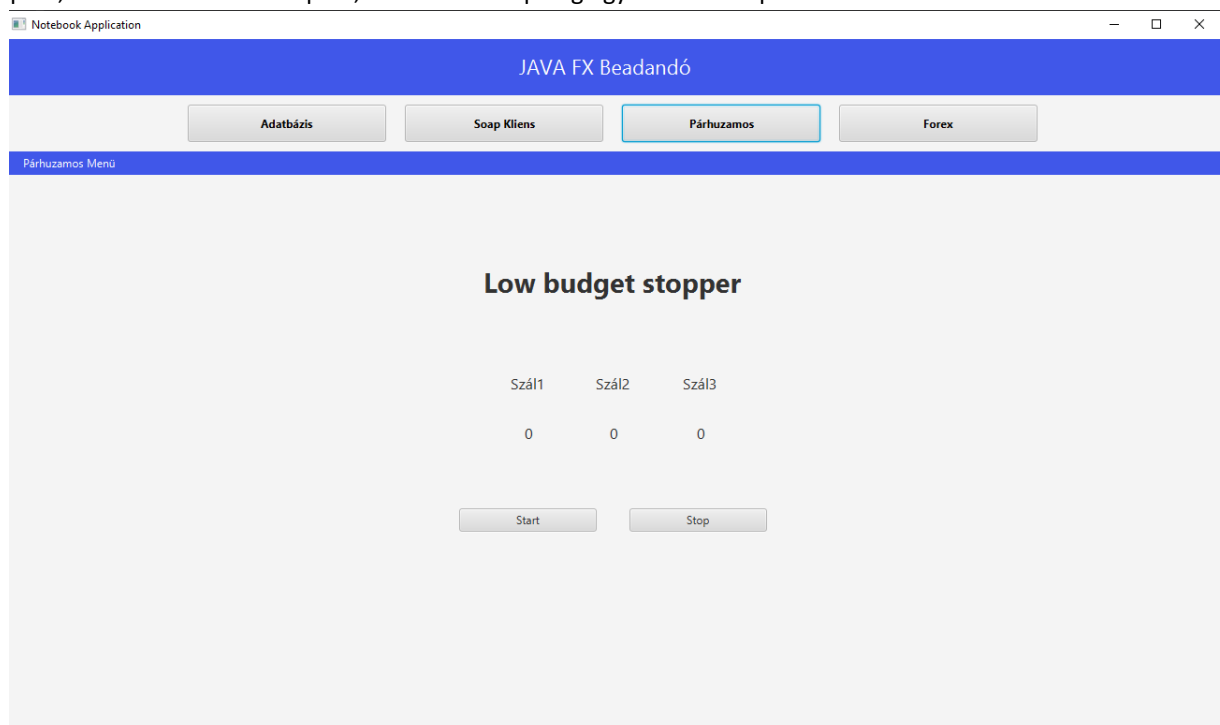 Notebook Application
JAVA FX Beadandó
Adatbázis Soap Kliens Párhuzamos Forex
Párhuzamos Menü
Low budget stopper
Szál1 Szál2 Szál3
0 0 0
Start Stop